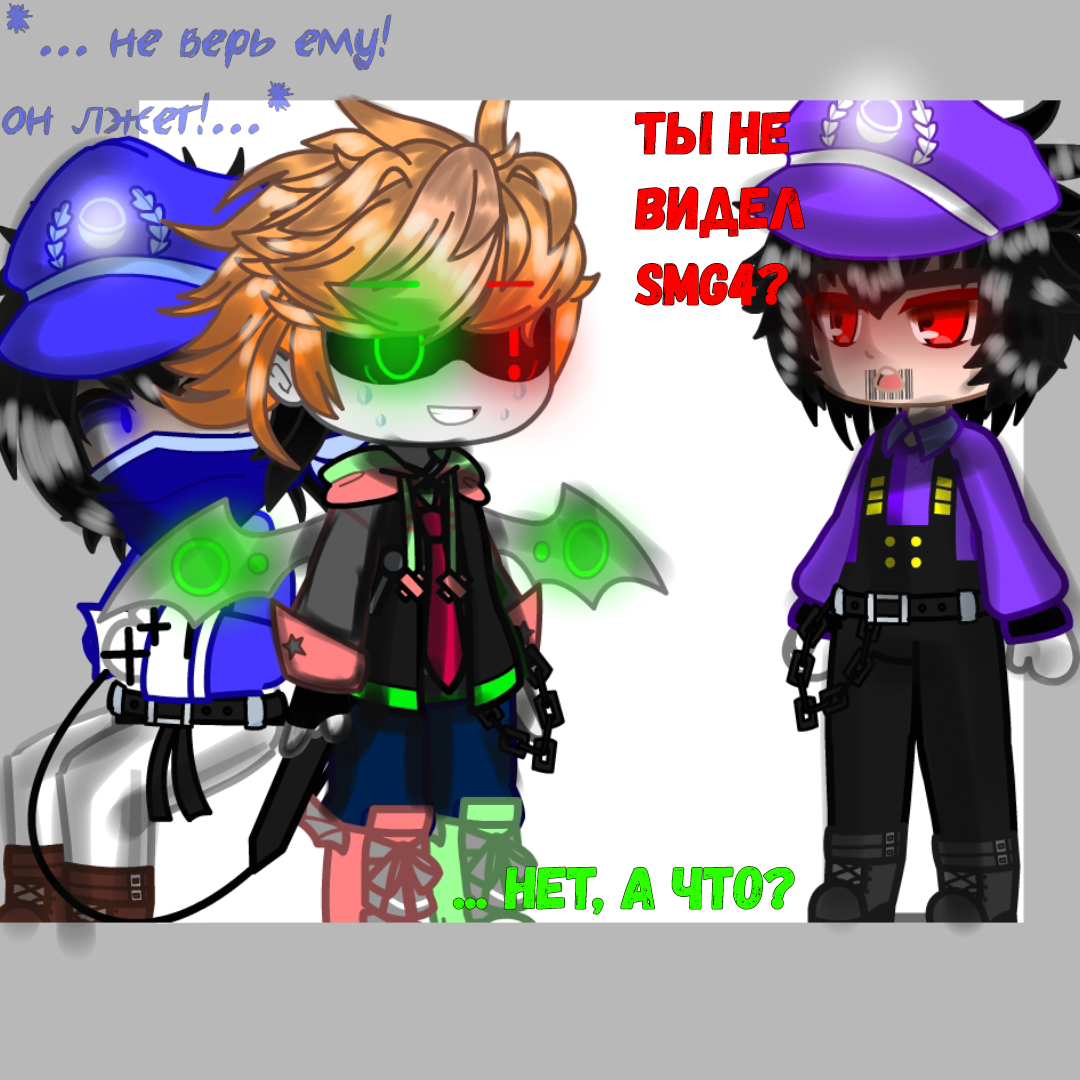 *... не верь ему!
он лжет!...*
ТЫ НЕ
ВИДЕЛ
SMG4?
... НЕТ, А ЧТО?